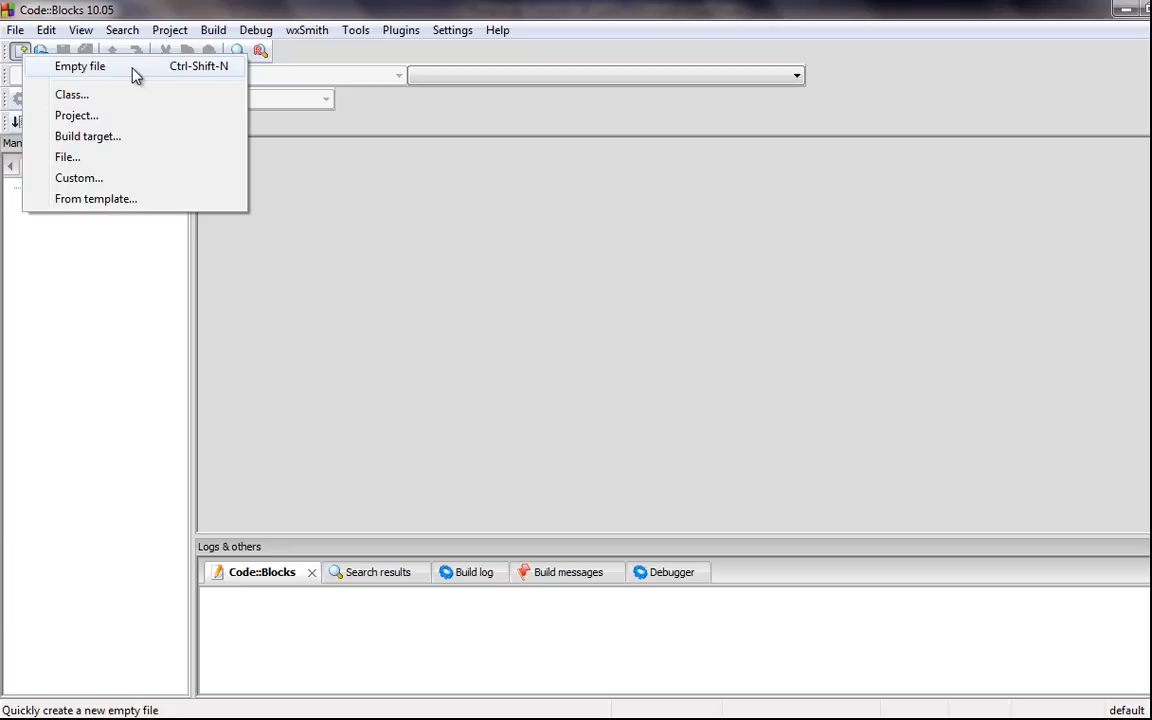 Code::Blocks 10.05
File Edit View Search Project Build Debug wxSmith Tools Plugins Settings Help
Empty file Ctrl-Shift-N
Class...
Project...
Build target...
File...
Custom...
From template...
Man
Logs & others
Code::Blocks Search results Build log Build messages Debugger
Quickly create a new empty file default